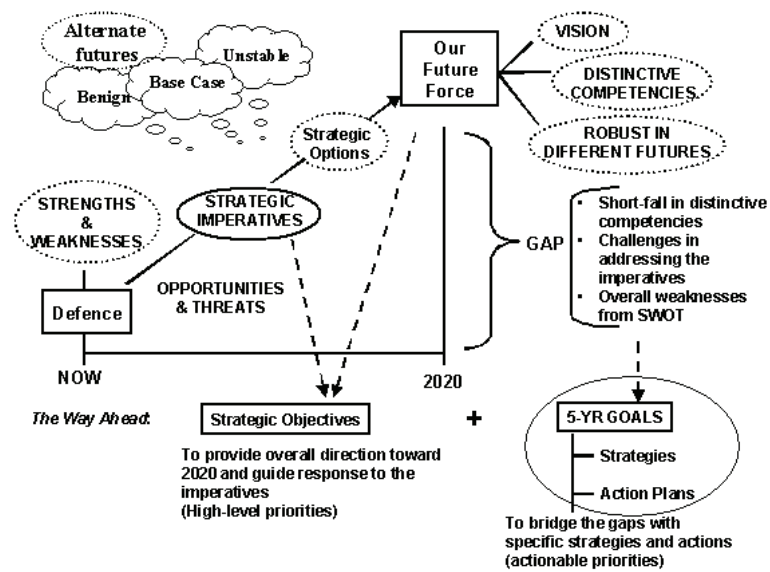 Alternate
futures
Unstable
Base Case
Benign
Our
Future
Force
VISION
DISTINCTIVE
COMPETENCIES
ROBUST IN
DIFFERENT FUTURES
Strategic
Options
STRENGTHS
&
WEAKNESSES
STRATEGIC
IMPERATIVES
Defence
OPPORTUNITIES
& THREATS
GAP
• Short-fall in distinctive
competencies
• Challenges in
addressing the
imperatives
• Overall weaknesses
from SWOT
NOW
2020
The Way Ahead:
Strategic Objectives
+
5-YR GOALS
To provide overall direction toward
2020 and guide response to the
imperatives
(High-level priorities)
Strategies
Action Plans
To bridge the gaps with
specific strategies and actions
(actionable priorities)